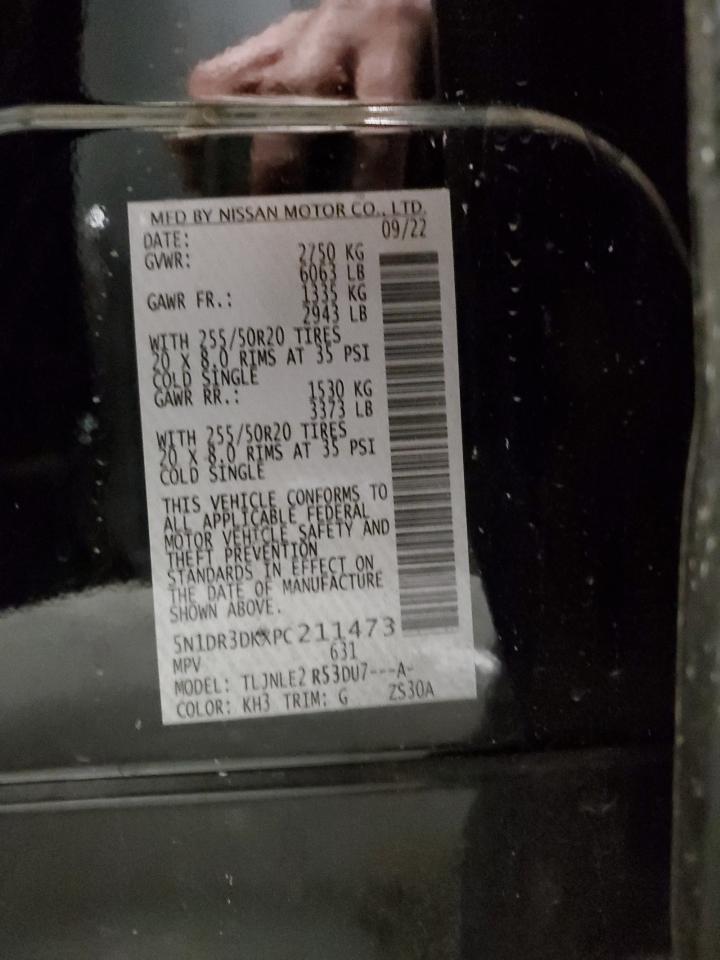 MFD BY NISSAN MOTOR CO., LTD.
DATE: 09/22
GVWR: 2750 KG
6063 LB
GAWR FR.: 1335 KG
2943 LB
WITH 255/50R20 TIRES
20 X 8.0 RIMS AT 35 PSI
COLD SINGLE
GAWR RR.: 1530 KG
3373 LB
WITH 255/50R20 TIRES
20 X 8.0 RIMS AT 35 PSI
COLD SINGLE
THIS VEHICLE CONFORMS TO
ALL APPLICABLE FEDERAL
MOTOR VEHICLE SAFETY AND
THEFT PREVENTION
STANDARDS IN EFFECT ON
THE DATE OF MANUFACTURE
SHOWN ABOVE.
5N1DR3DKXPC211473
MPV 631
MODEL: TLJNLE2 R53DU7---A-
COLOR: KH3 TRIM: G ZS30A